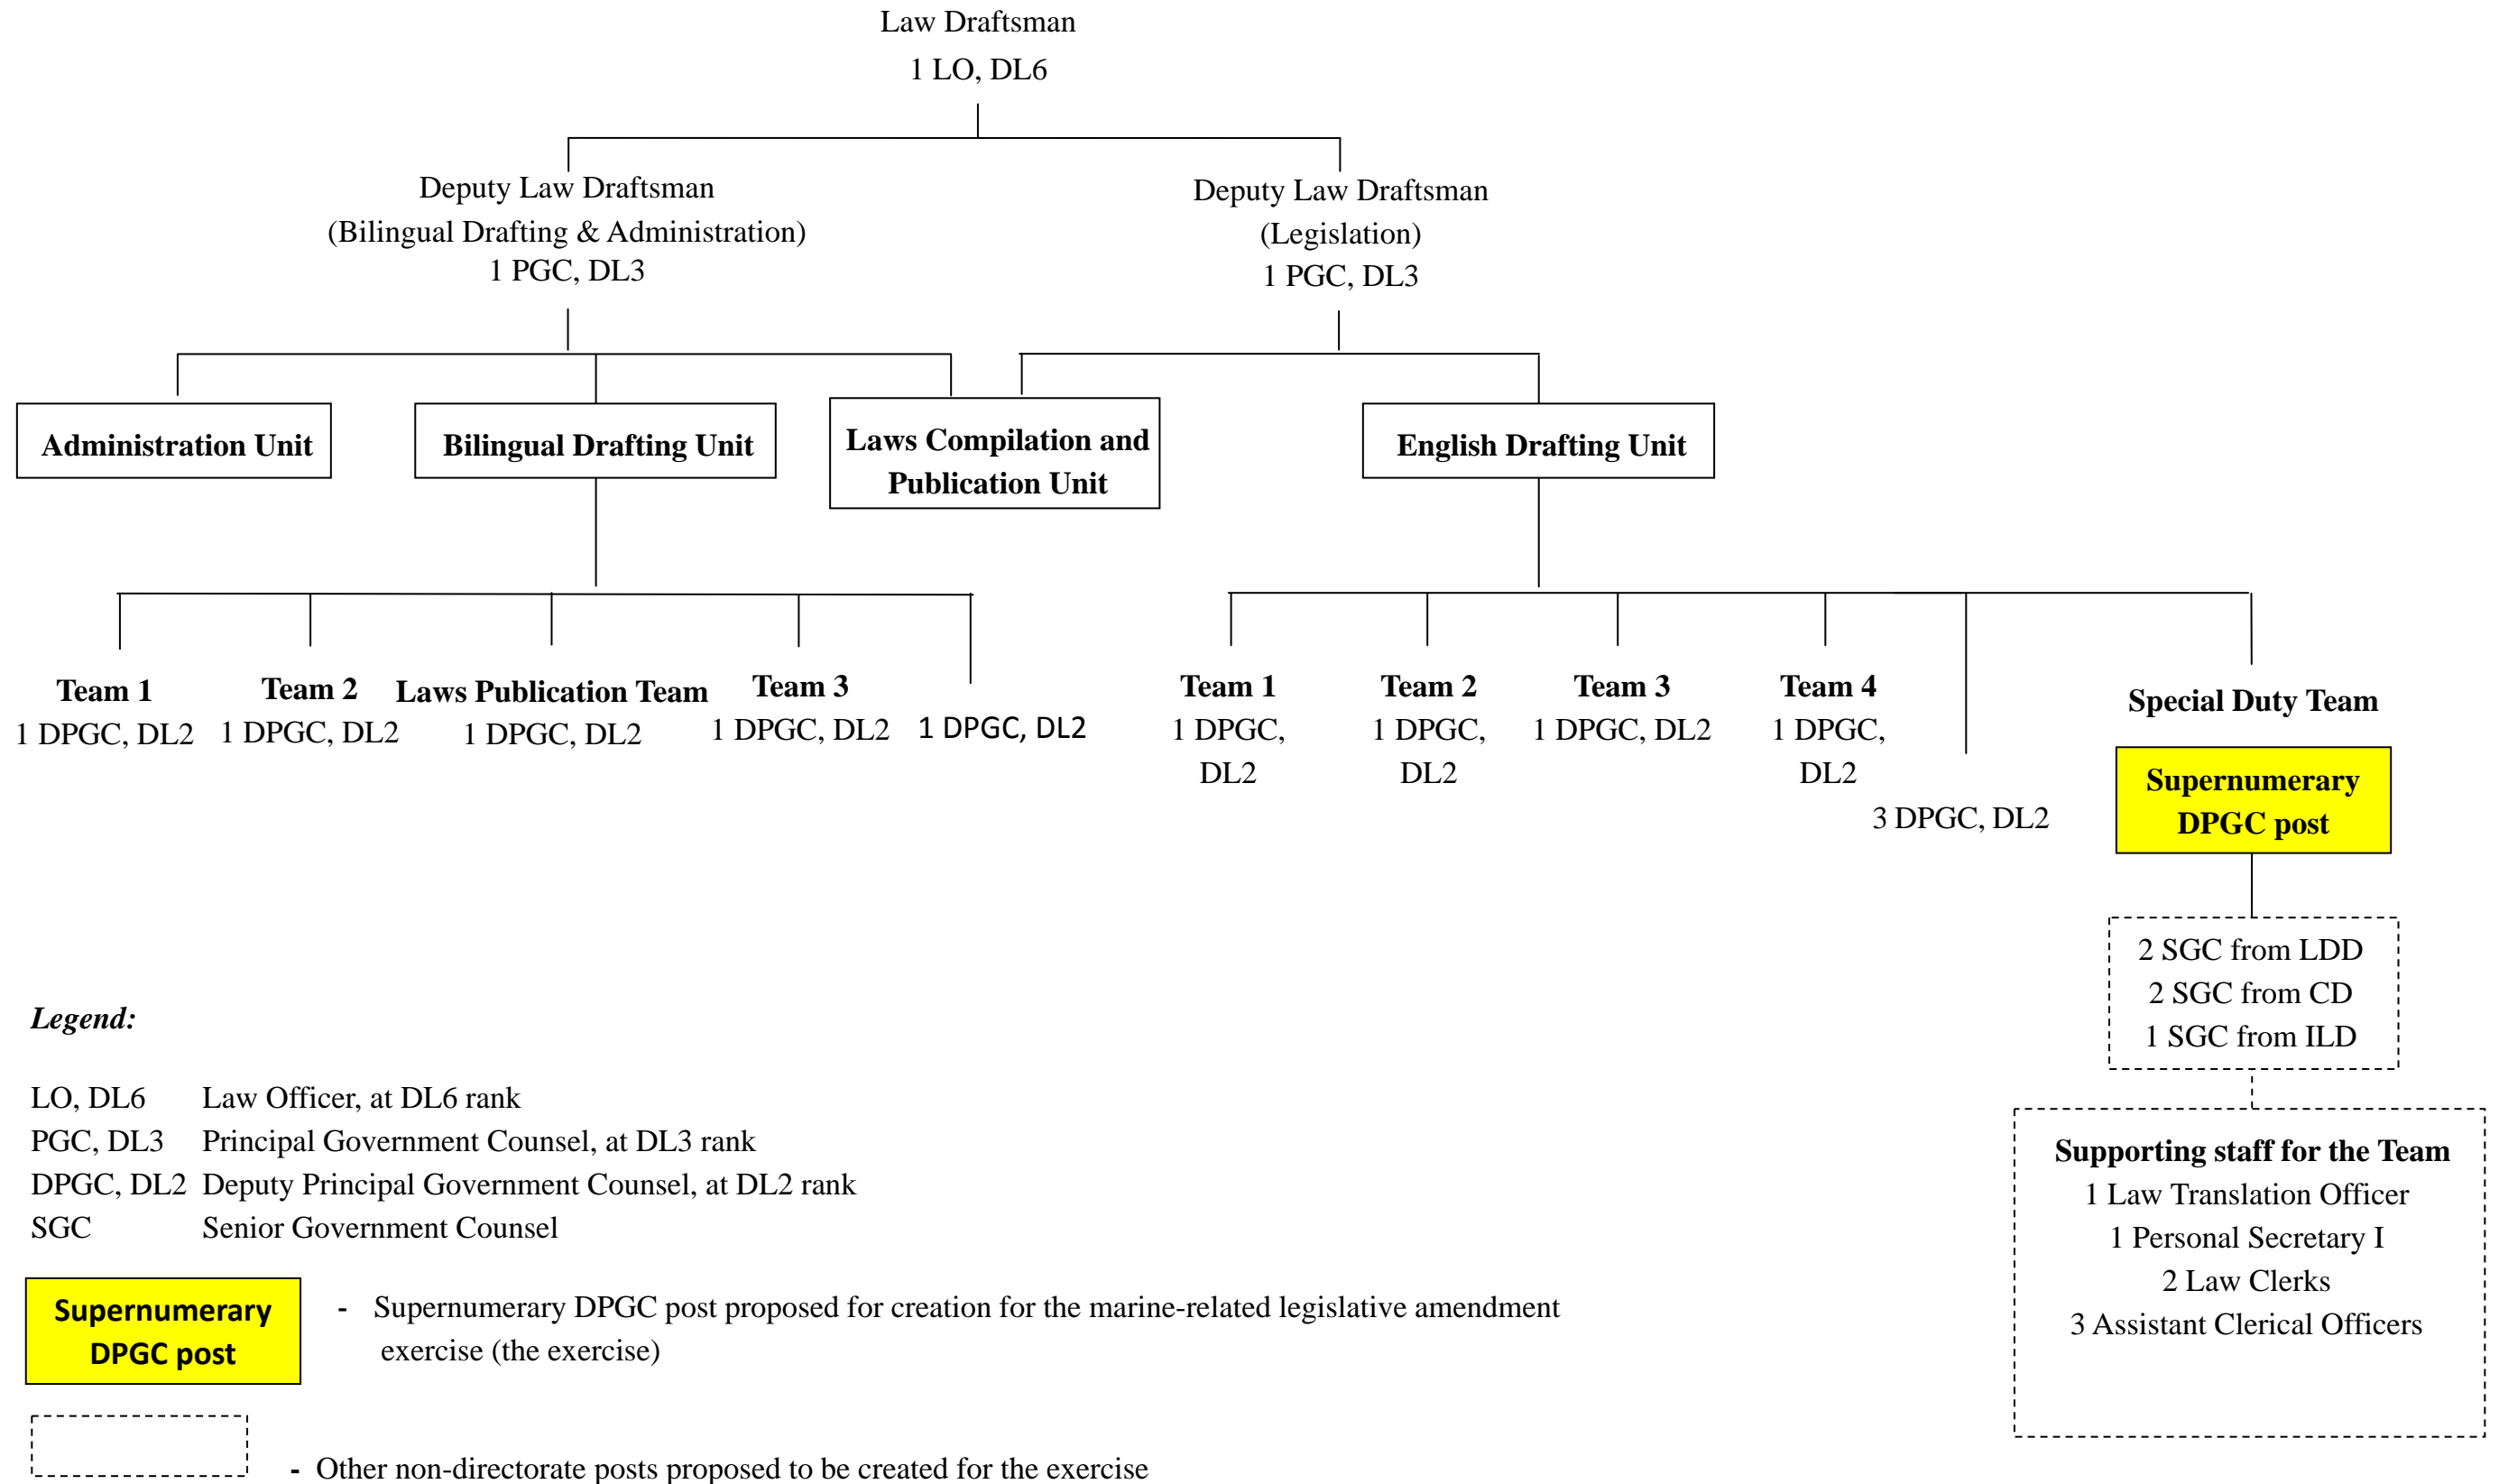 Law Draftsman
1 LO, DL6
Deputy Law Draftsman
(Bilingual Drafting & Administration)
1 PGC, DL3
Deputy Law Draftsman
(Legislation)
1 PGC, DL3
Administration Unit
Bilingual Drafting Unit
Laws Compilation and
Publication Unit
English Drafting Unit
Team 1
1 DPGC, DL2
Team 2
1 DPGC, DL2
Laws Publication Team
1 DPGC, DL2
Team 3
1 DPGC, DL2
1 DPGC, DL2
Team 1
1 DPGC,
DL2
Team 2
1 DPGC,
DL2
Team 3
1 DPGC, DL2
Team 4
1 DPGC,
DL2
3 DPGC, DL2
Special Duty Team
Supernumerary
DPGC post
2 SGC from LDD
2 SGC from CD
1 SGC from ILD
Supporting staff for the Team
1 Law Translation Officer
1 Personal Secretary I
2 Law Clerks
3 Assistant Clerical Officers
Legend:
LO, DL6 Law Officer, at DL6 rank
PGC, DL3 Principal Government Counsel, at DL3 rank
DPGC, DL2 Deputy Principal Government Counsel, at DL2 rank
SGC Senior Government Counsel
Supernumerary
DPGC post
- Supernumerary DPGC post proposed for creation for the marine-related legislative amendment
exercise (the exercise)
- Other non-directorate posts proposed to be created for the exercise